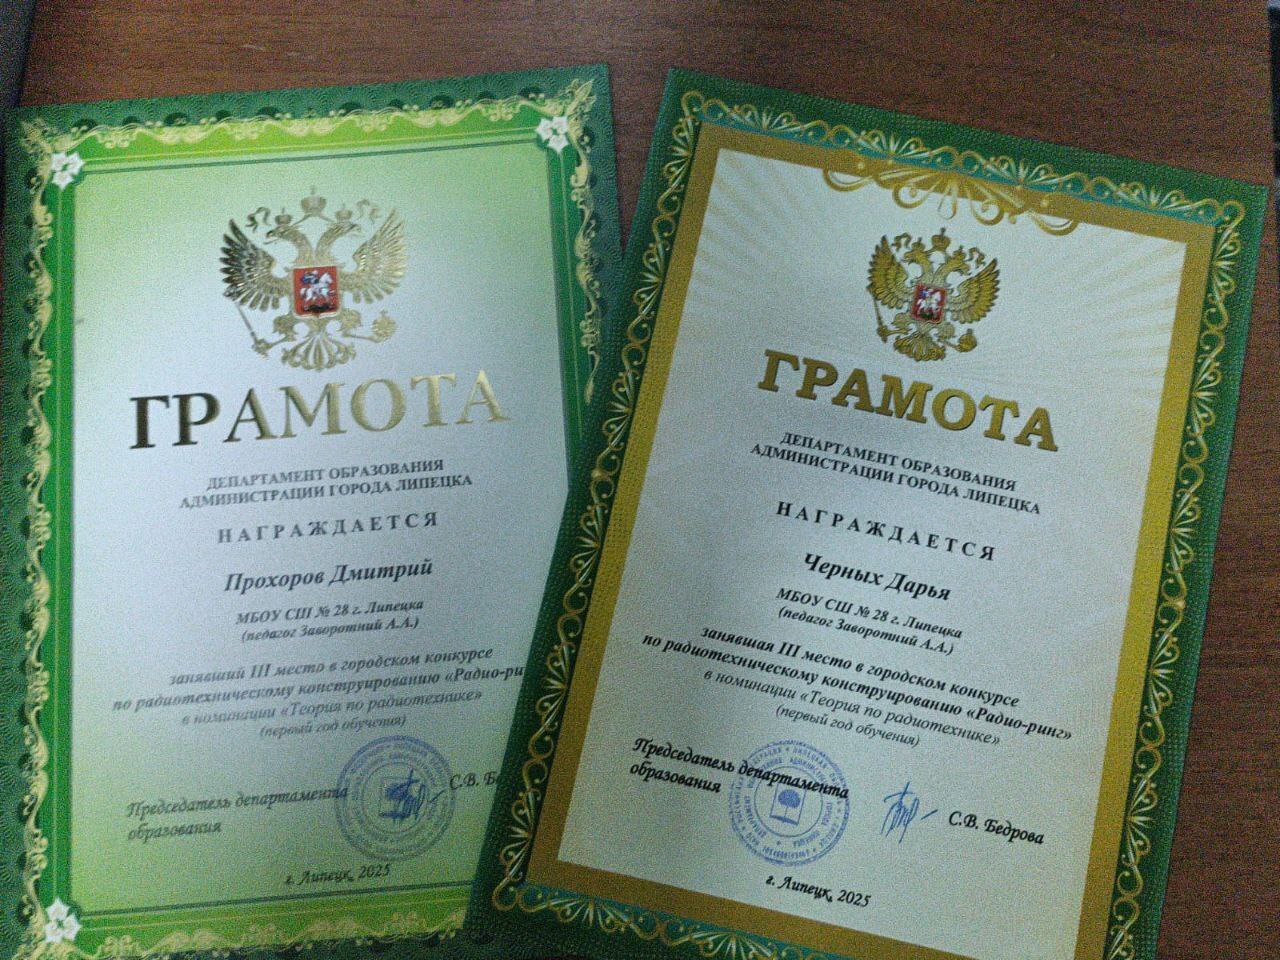 ГРАМОТА
ДЕПАРТАМЕНТ ОБРАЗОВАНИЯ
АДМИНИСТРАЦИИ ГОРОДА ЛИПЕЦКА
НАГРАЖДАЕТСЯ
Прохоров Дмитрий
МБОУ СШ № 28 г. Липецка
(педагог Заворотний А.А.)
занявший III место в городском конкурсе
по радиотехническому конструированию «Радио-ри
в номинации «Теория по радиотехнике»
(первый год обучения)
Председатель департамента
образования
С.В. Бе
г. Липецк, 2025
ГРАМОТА
ДЕПАРТАМЕНТ ОБРАЗОВАНИЯ
АДМИНИСТРАЦИИ ГОРОДА ЛИПЕЦКА
НАГРАЖДАЕТСЯ
Черных Дарья
МБОУ СШ № 28 г. Липецка
(педагог Заворотний А.А.)
занявшая III место в городском конкурсе
по радиотехническому конструированию «Радио-ринг»
в номинации «Теория по радиотехнике»
(первый год обучения)
Председатель департамента
образования
С.В. Бедрова
г. Липецк, 2025